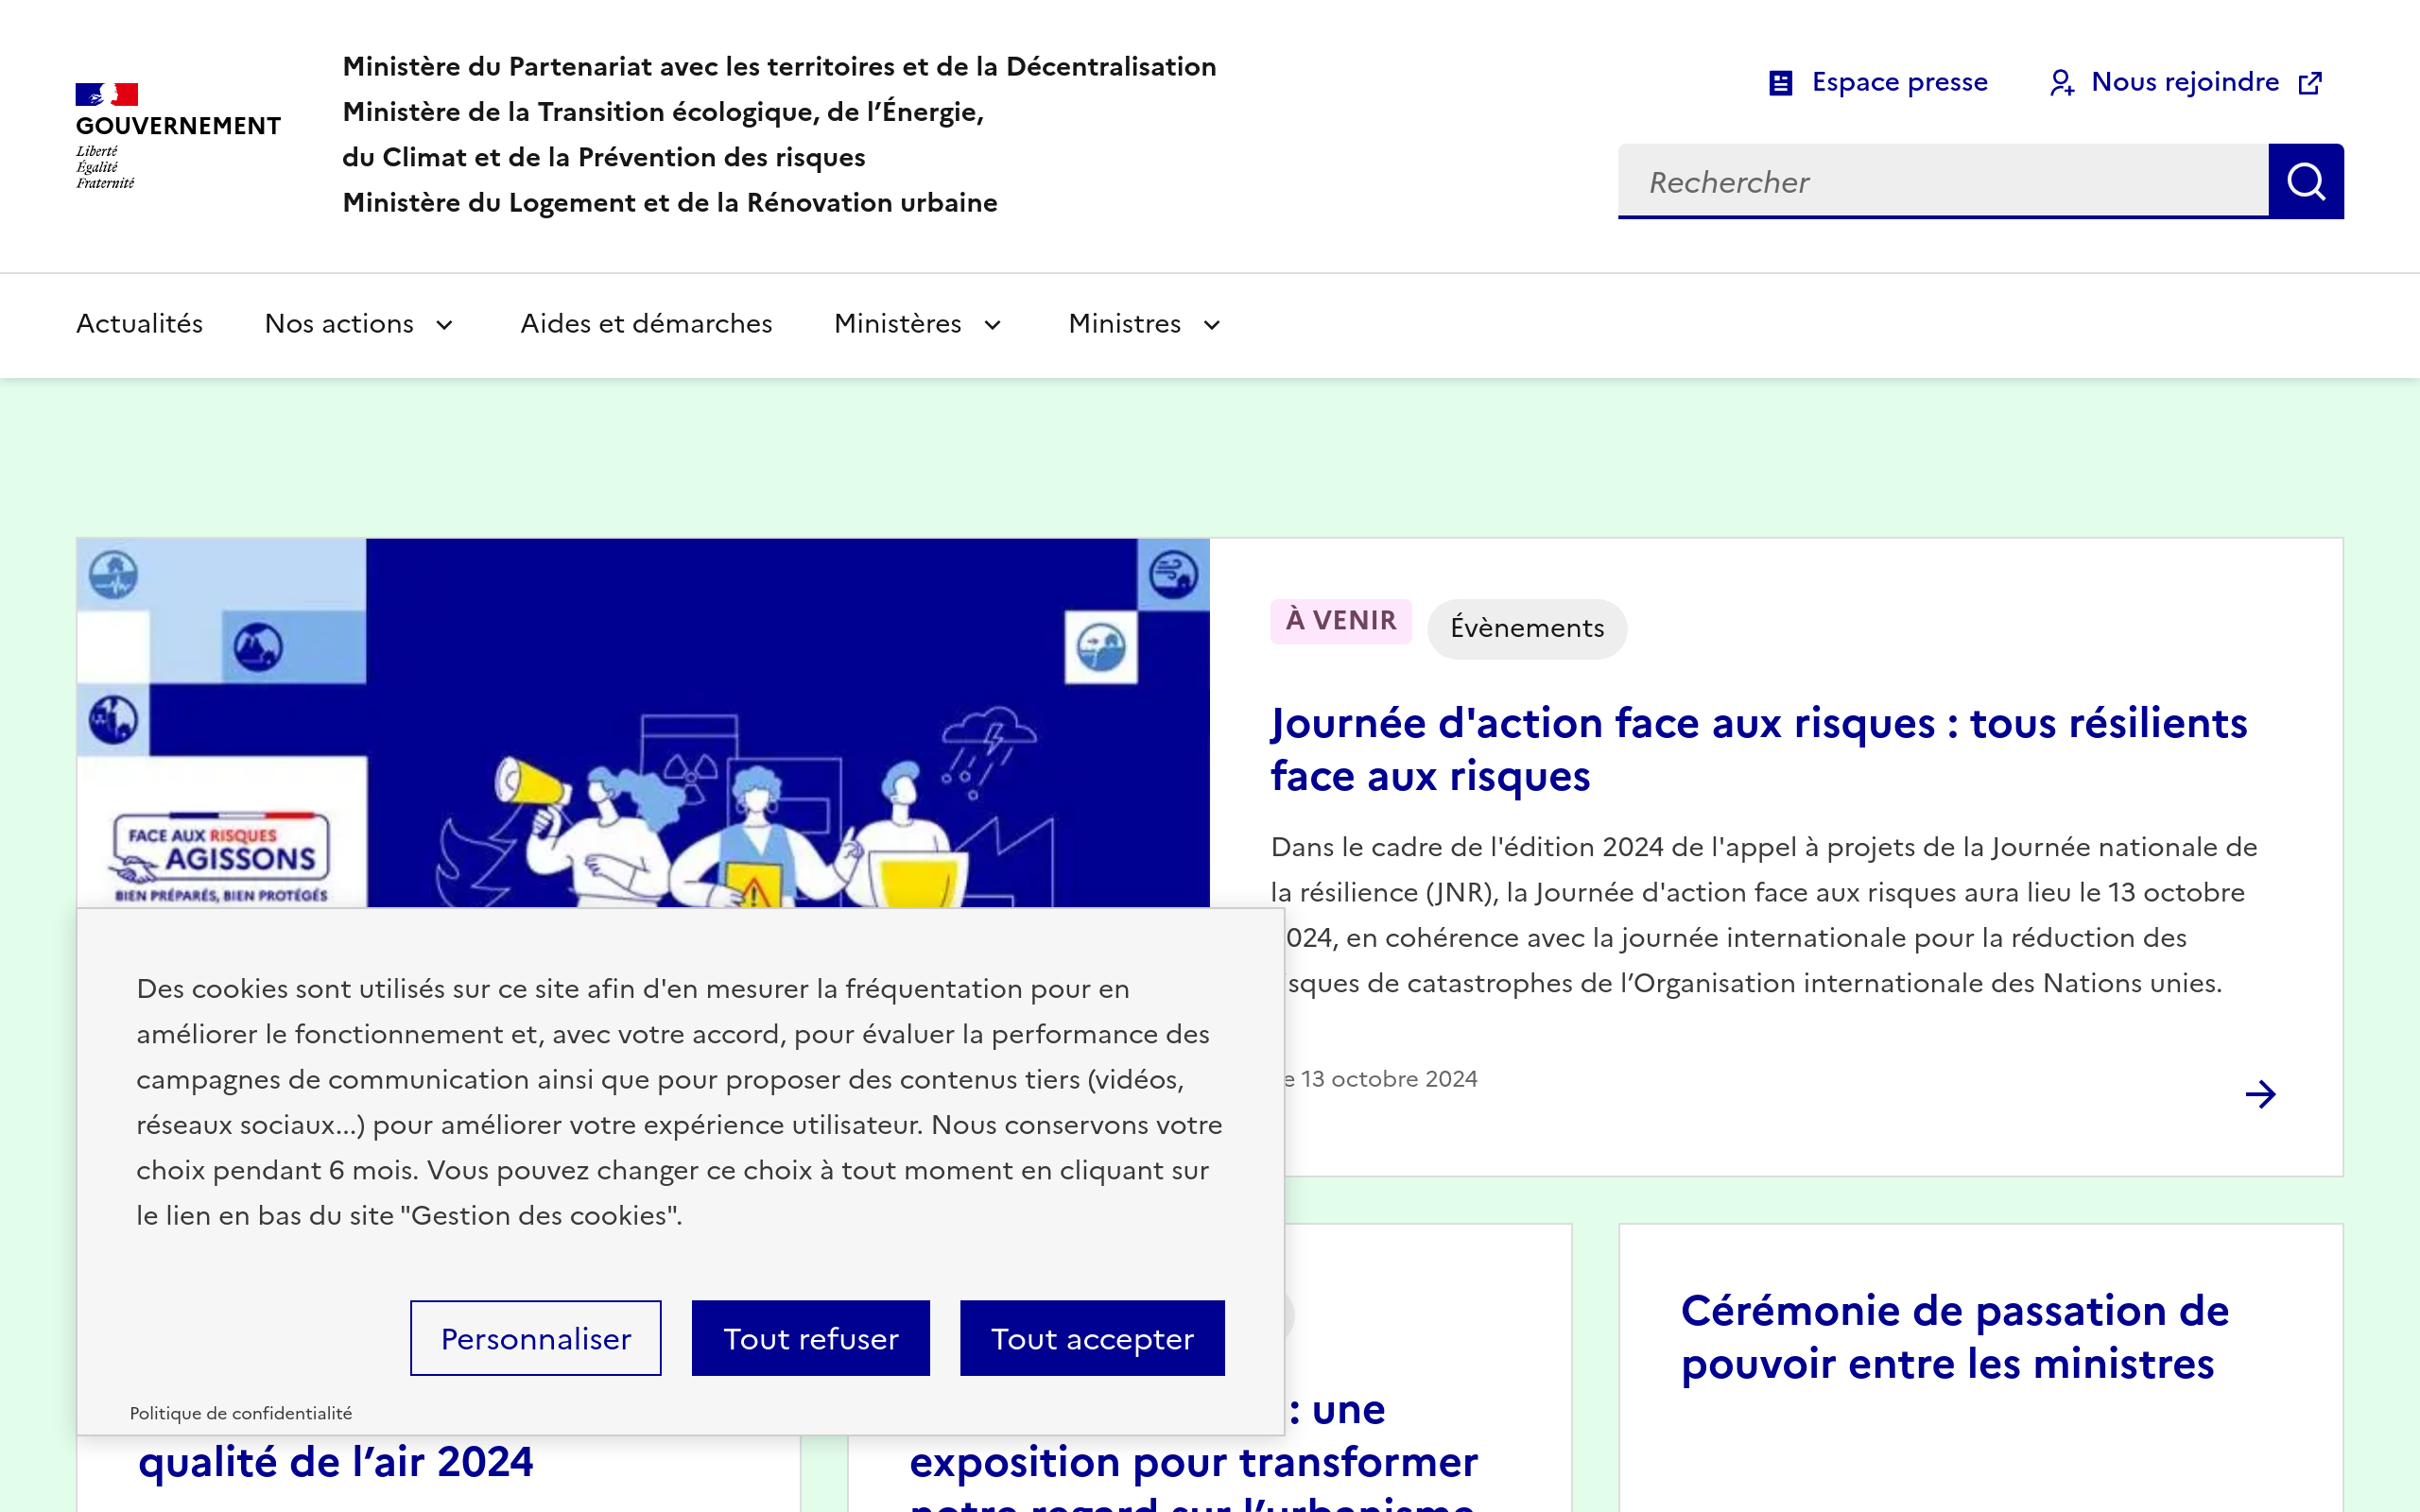 GOUVERNEMENT
Liberté
Égalité
Fraternité
Ministère du Partenariat avec les territoires et de la Décentralisation
Ministère de la Transition écologique, de l’Énergie,
du Climat et de la Prévention des risques
Ministère du Logement et de la Rénovation urbaine
Espace presse
Nous rejoindre
Rechercher
Actualités
Nos actions
Aides et démarches
Ministères
Ministres
FACE AUX RISQUES
AGISSONS
BIEN PRÉPARÉS, BIEN PROTÉGÉS
À VENIR
Évènements
Journée d'action face aux risques : tous résilients
face aux risques
Dans le cadre de l'édition 2024 de l'appel à projets de la Journée nationale de
la résilience (JNR), la Journée d'action face aux risques aura lieu le 13 octobre
024, en cohérence avec la journée internationale pour la réduction des
sques de catastrophes de l’Organisation internationale des Nations unies.
e 13 octobre 2024
Des cookies sont utilisés sur ce site afin d'en mesurer la fréquentation pour en
améliorer le fonctionnement et, avec votre accord, pour évaluer la performance des
campagnes de communication ainsi que pour proposer des contenus tiers (vidéos,
réseaux sociaux...) pour améliorer votre expérience utilisateur. Nous conservons votre
choix pendant 6 mois. Vous pouvez changer ce choix à tout moment en cliquant sur
le lien en bas du site "Gestion des cookies".
Personnaliser
Tout refuser
Tout accepter
Politique de confidentialité
qualité de l’air 2024
: une
exposition pour transformer
notre regard sur l’urbanisme
Cérémonie de passation de
pouvoir entre les ministres